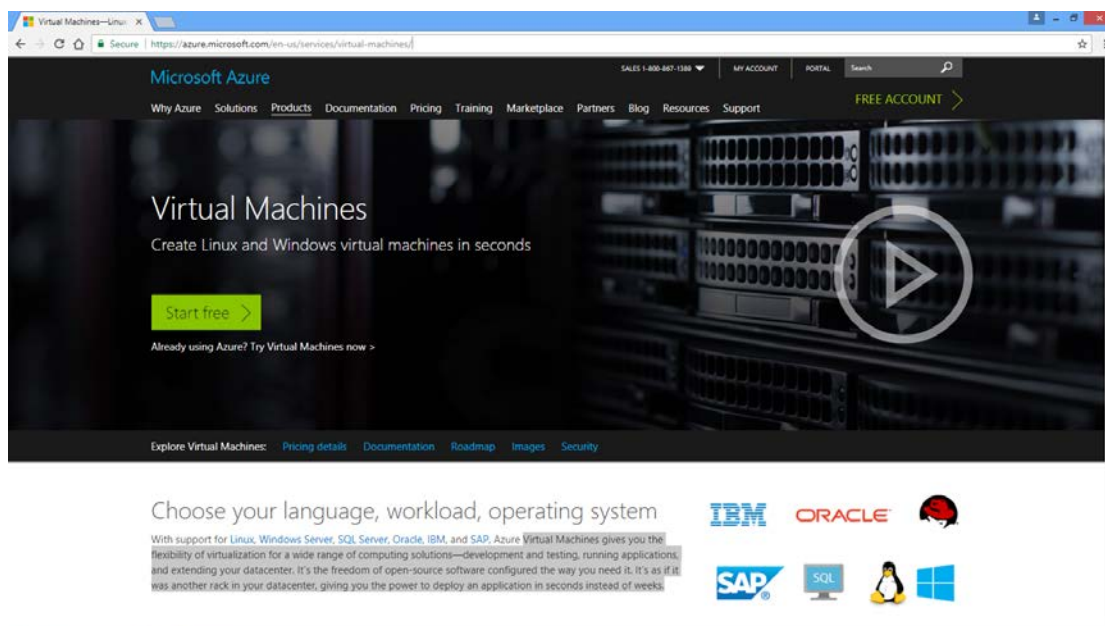 Virtual Machines—Linux
Secure https://azure.microsoft.com/en-us/services/virtual-machines/
Microsoft Azure
SALES 1-800-867-1389 MY ACCOUNT PORTAL Search
Why Azure Solutions Products Documentation Pricing Training Marketplace Partners Blog Resources Support
FREE ACCOUNT
Virtual Machines
Create Linux and Windows virtual machines in seconds
Start free
Already using Azure? Try Virtual Machines now >
Explore Virtual Machines: Pricing details Documentation Roadmap Images Security
Choose your language, workload, operating system
With support for Linux, Windows Server, SQL Server, Oracle, IBM, and SAP, Azure Virtual Machines gives you the
flexibility of virtualization for a wide range of computing solutions—development and testing, running applications,
and extending your datacenter. It's the freedom of open-source software configured the way you need it. It's as if it
was another rack in your datacenter, giving you the power to deploy an application in seconds instead of weeks.
IBM ORACLE
SAP SQL